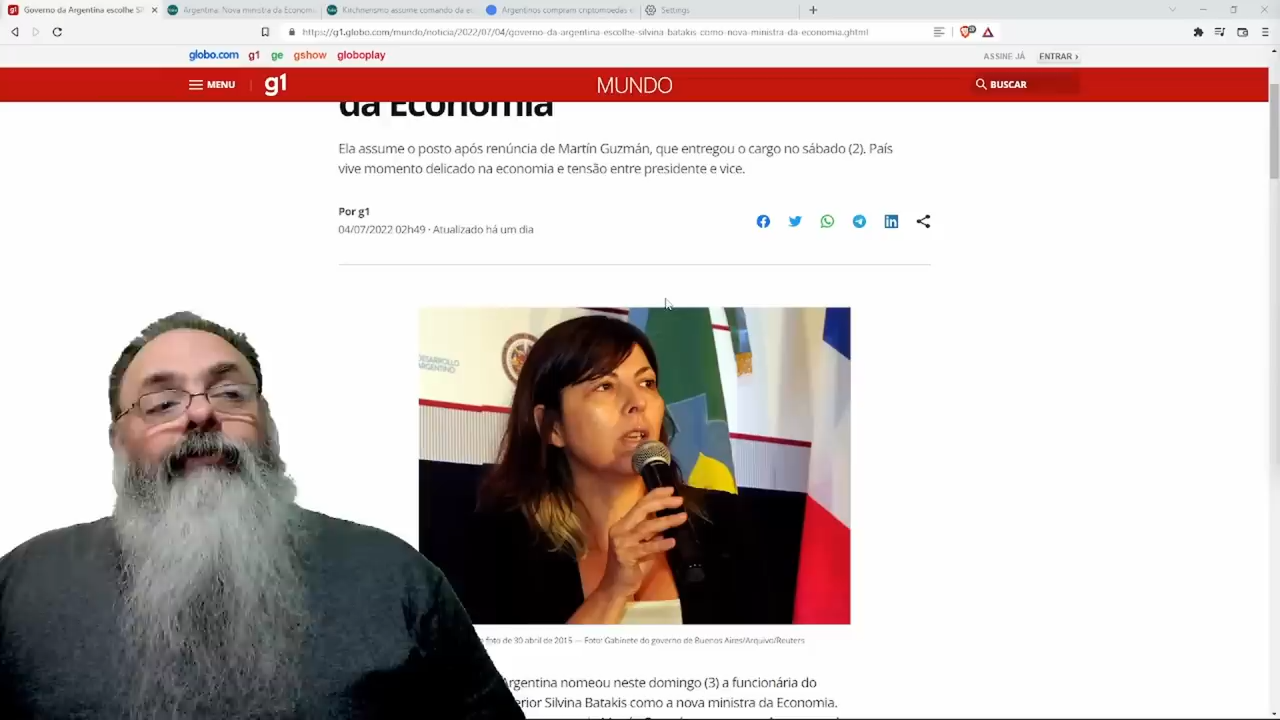 Governo da Argentina escolhe Si
Argentina: Nova ministra da Econom
Kirchnerismo assume comando da e
Argentinos compram criptomoedas e
Settings
https://g1.globo.com/mundo/noticia/2022/07/04/governo-da-argentina-escolhe-silvina-batakis-como-nova-ministra-da-economia.ghtml
globo.com g1 ge gshow globoplay
ASSINE JÁ ENTRAR ›
MENU g1 MUNDO BUSCAR
da Economia
Ela assume o posto após renúncia de Martín Guzmán, que entregou o cargo no sábado (2). País
vive momento delicado na economia e tensão entre presidente e vice.
Por g1
04/07/2022 02h49 · Atualizado há um dia
DESARROLLO
ARGENTINO
foto de 30 abril de 2015 — Foto: Gabinete do governo de Buenos Aires/Arquivo/Reuters
Argentina nomeou neste domingo (3) a funcionária do
erior Silvina Batakis como a nova ministra da Economia.